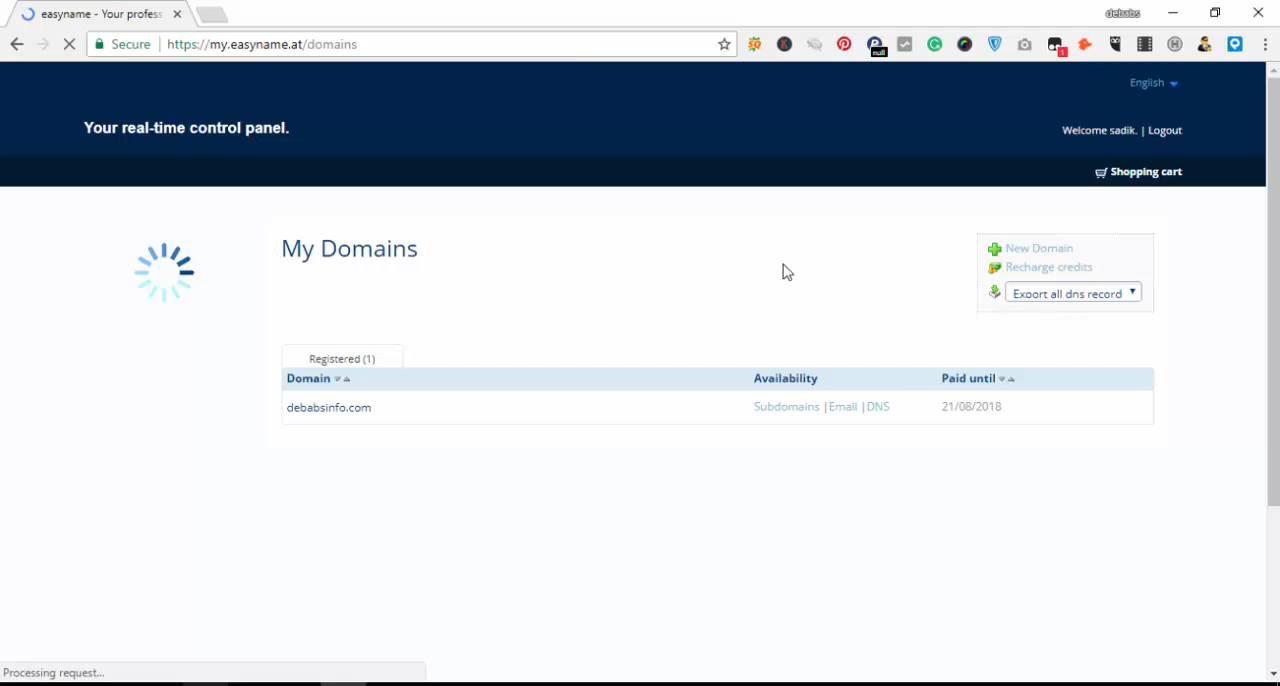 easyname - Your profess
debabs
Secure
https://my.easyname.at/domains
null
1
English
Your real-time control panel.
Welcome sadik. | Logout
Shopping cart
My Domains
New Domain
Recharge credits
Export all dns record
Registered (1)
Domain Availability Paid until
debabsinfo.com Subdomains |Email |DNS 21/08/2018
Processing request...